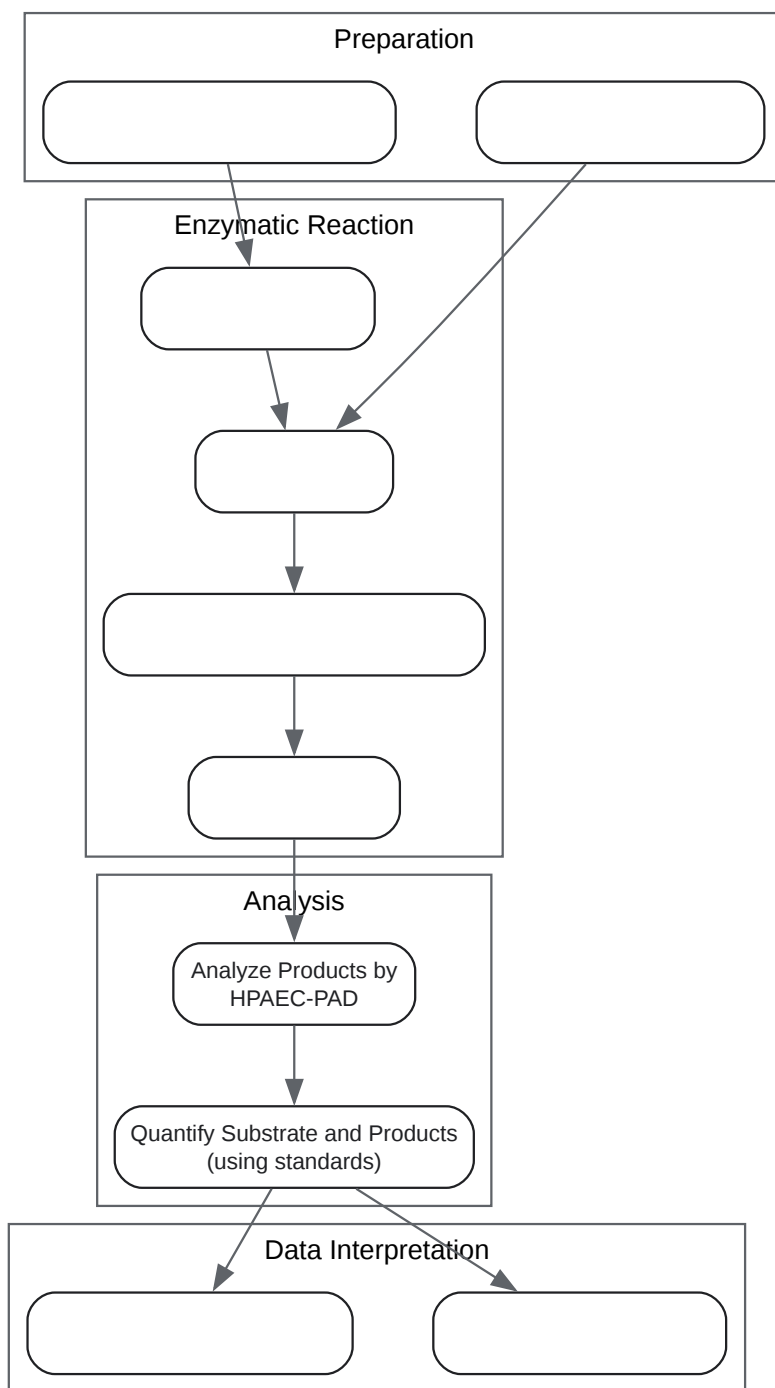 Preparation
Enzymatic Reaction
Analysis
Analyze Products by
HPAEC-PAD
Quantify Substrate and Products
(using standards)
Data Interpretation